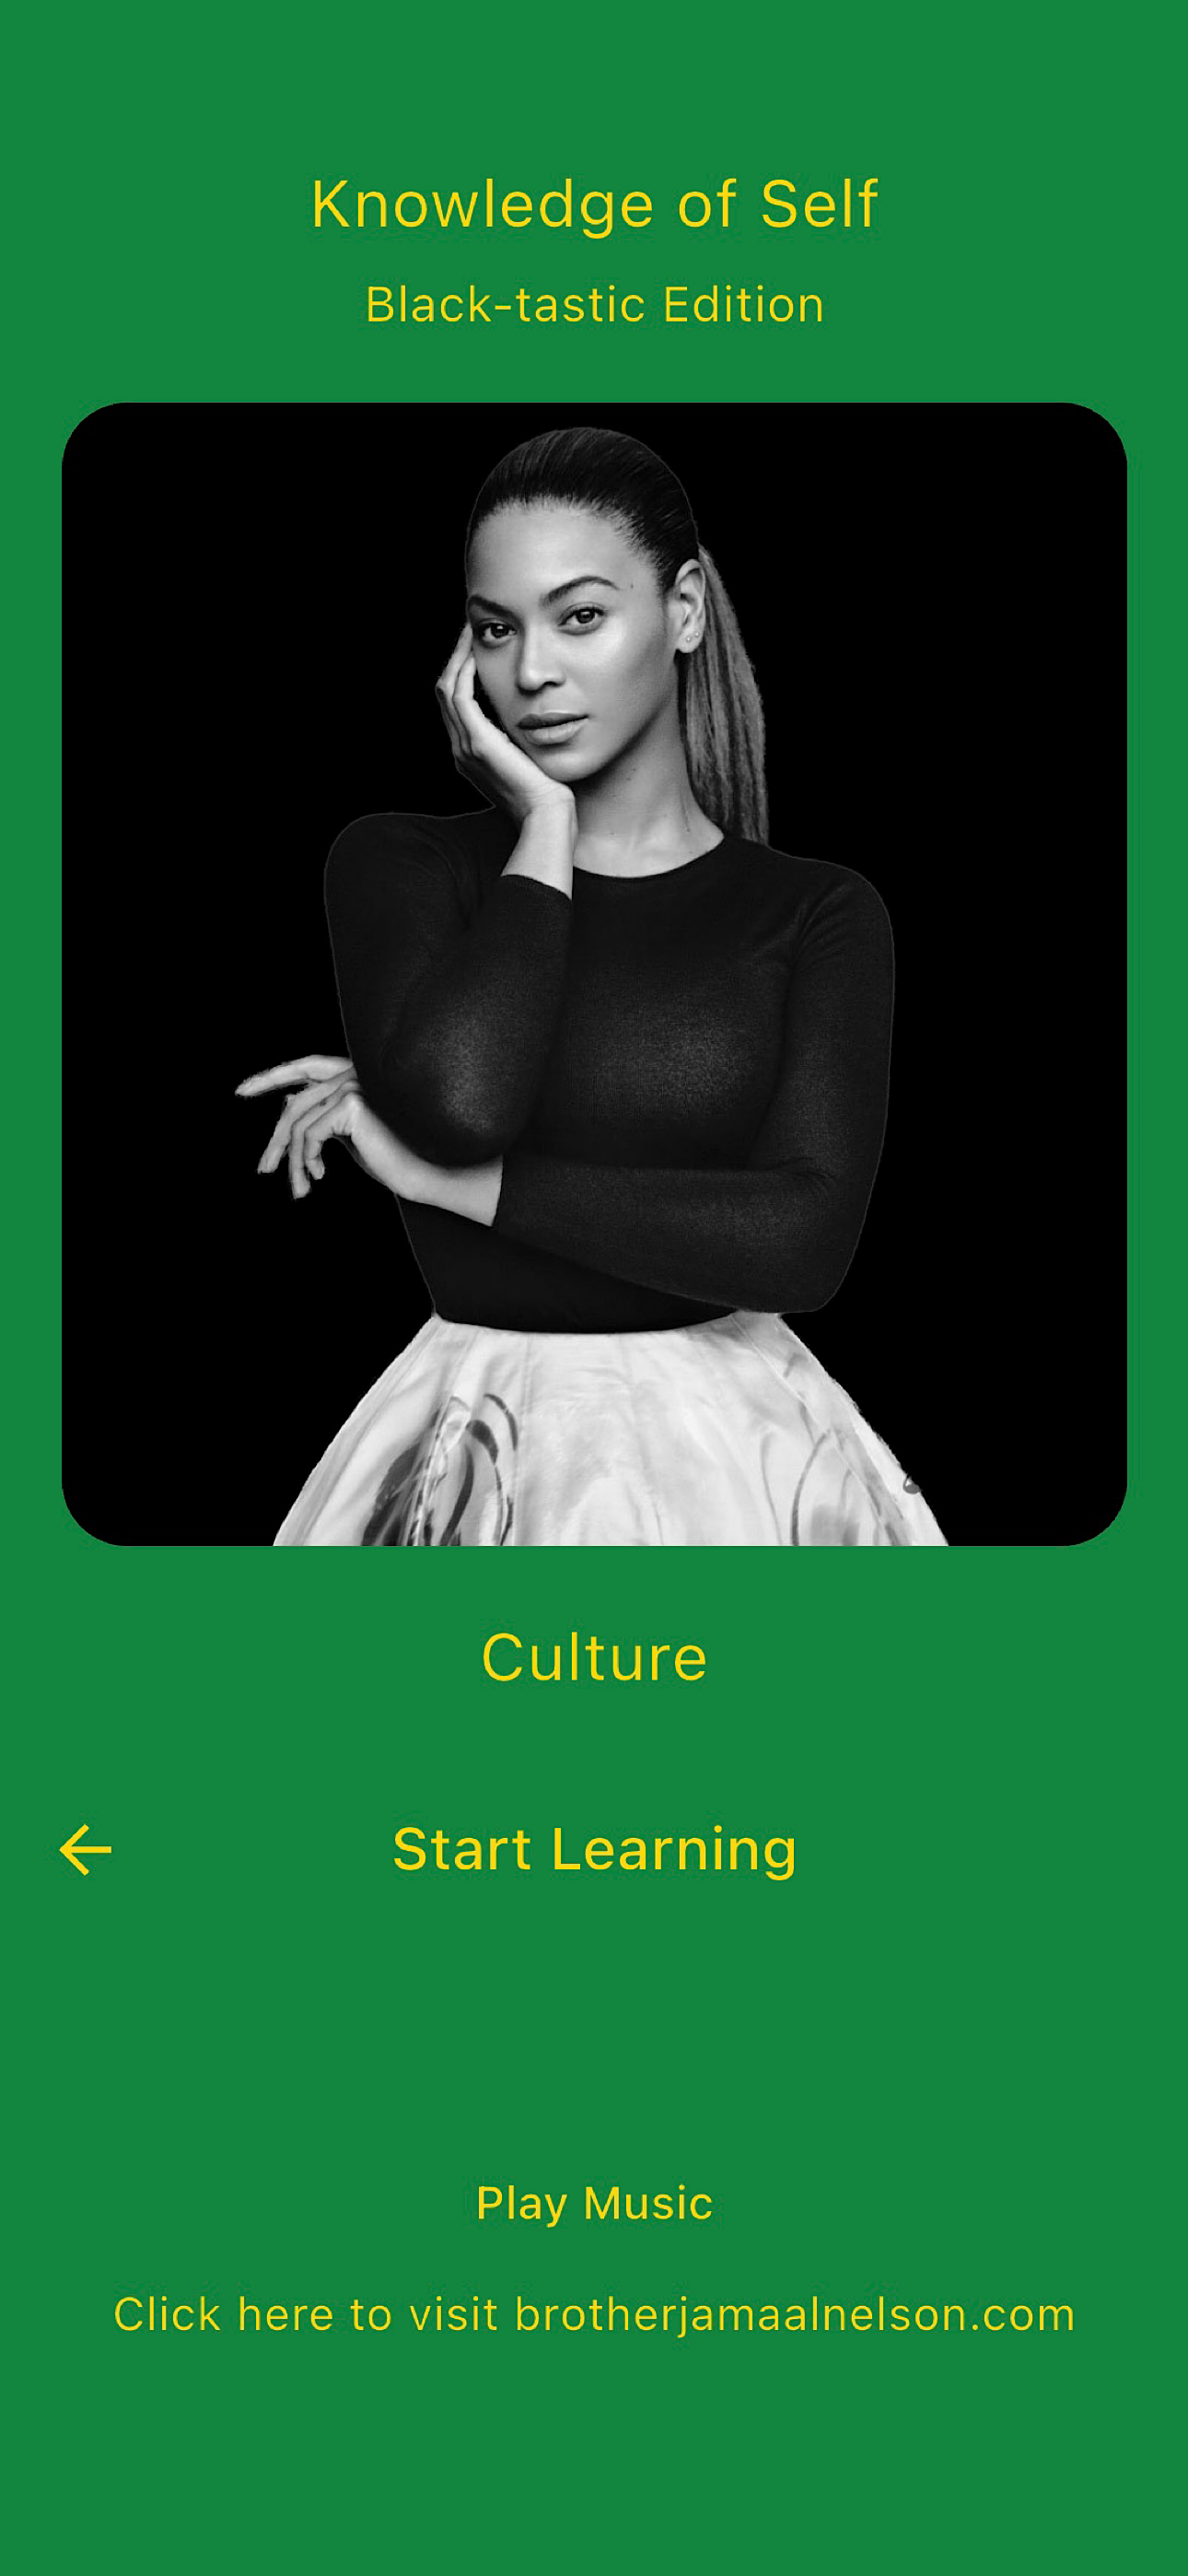 Knowledge of Self
Black-tastic Edition
Culture
Start Learning
Play Music
Click here to visit brotherjamaalnelson.com